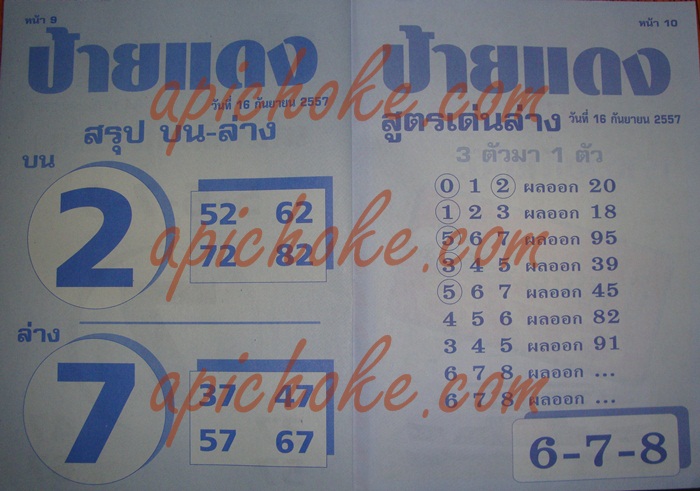 หน้า 9
ป้ายแดง
วันที่ 16 กันยายน 2557
สรุป บน-ล่าง
บน
2
52 62
72 82
ล่าง
7
37 47
57 67
หน้า 10
ป้ายแดง
สูตรเด่นล่าง วันที่ 16 กันยายน 2557
3 ตัวมา 1 ตัว
0 1 2 ผลออก 20
1 2 3 ผลออก 18
5 6 7 ผลออก 95
3 4 5 ผลออก 39
5 6 7 ผลออก 45
4 5 6 ผลออก 82
3 4 5 ผลออก 91
6 7 8 ผลออก ...
6 7 8 ผลออก ...
6-7-8
apichoke.com
apichoke.com
apichoke.com